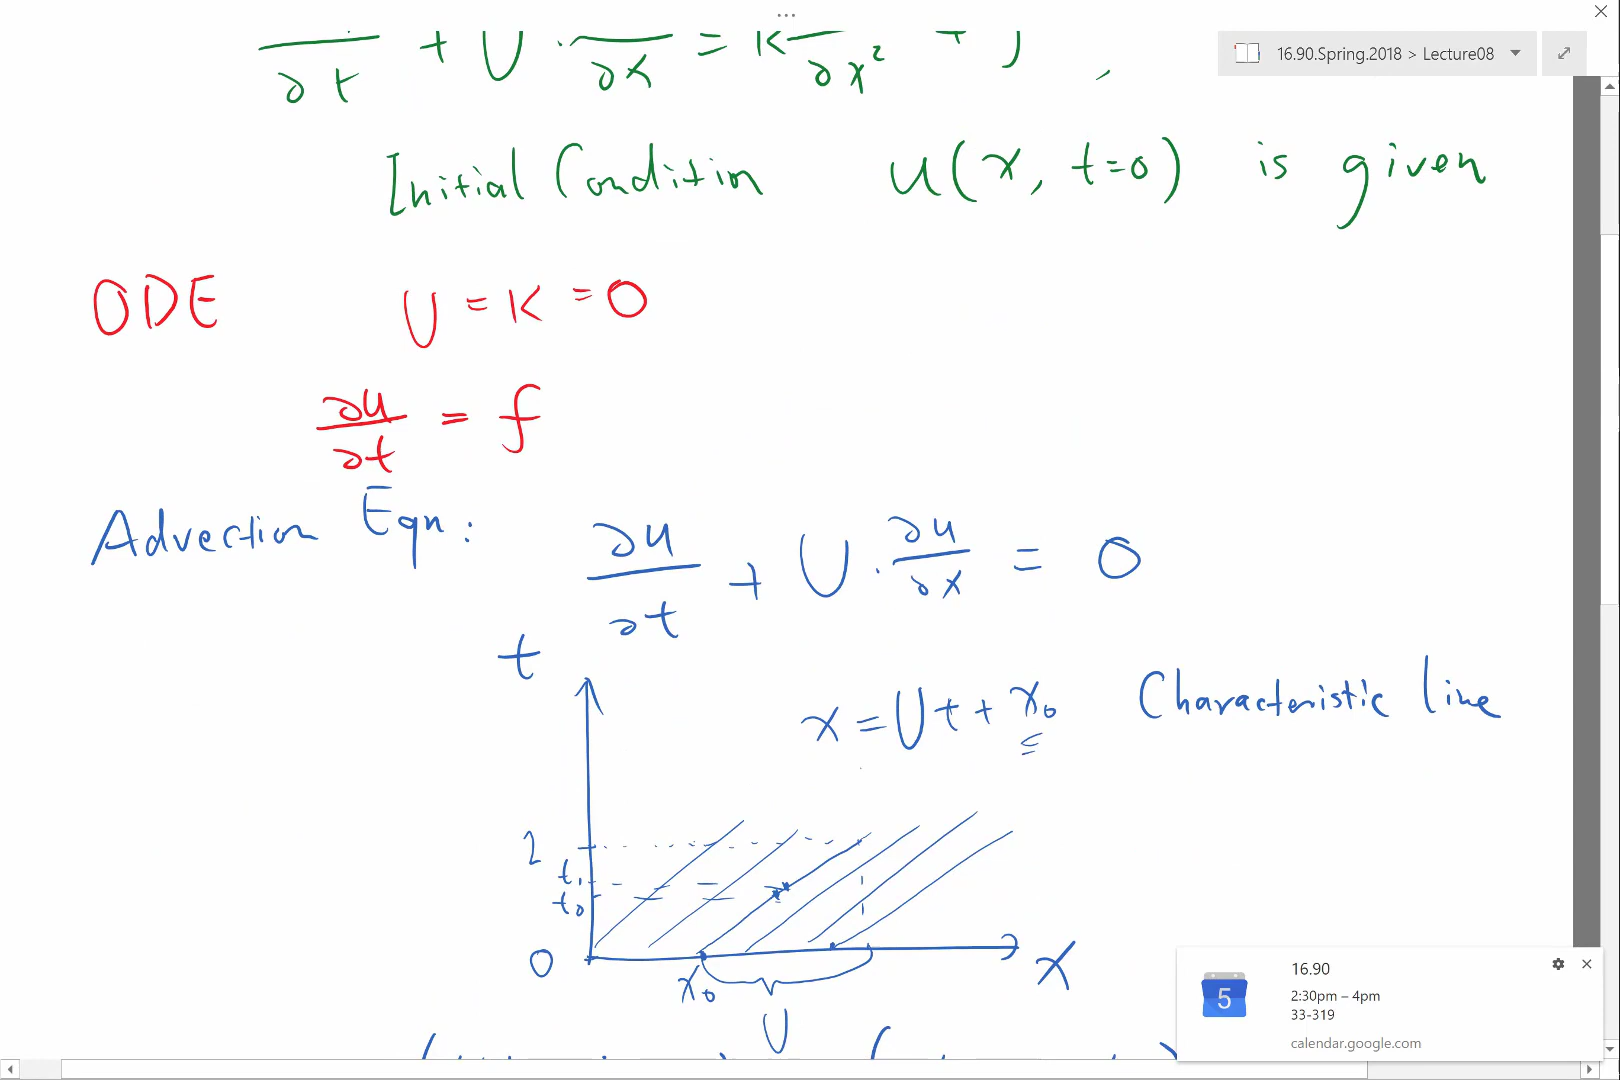 ∂t + U · ∂x = K ∂x² + f ,
16.90.Spring.2018 > Lecture08
Initial Condition u(x, t=0) is given
ODE U = K = 0
∂u/∂t = f
Advection Eqn: ∂u/∂t + U · ∂u/∂x = 0
t
x = Ut + x₀ Characteristic line
2
t₁
t₀
0
x₀
x
U
16.90
2:30pm – 4pm
5
33-319
calendar.google.com